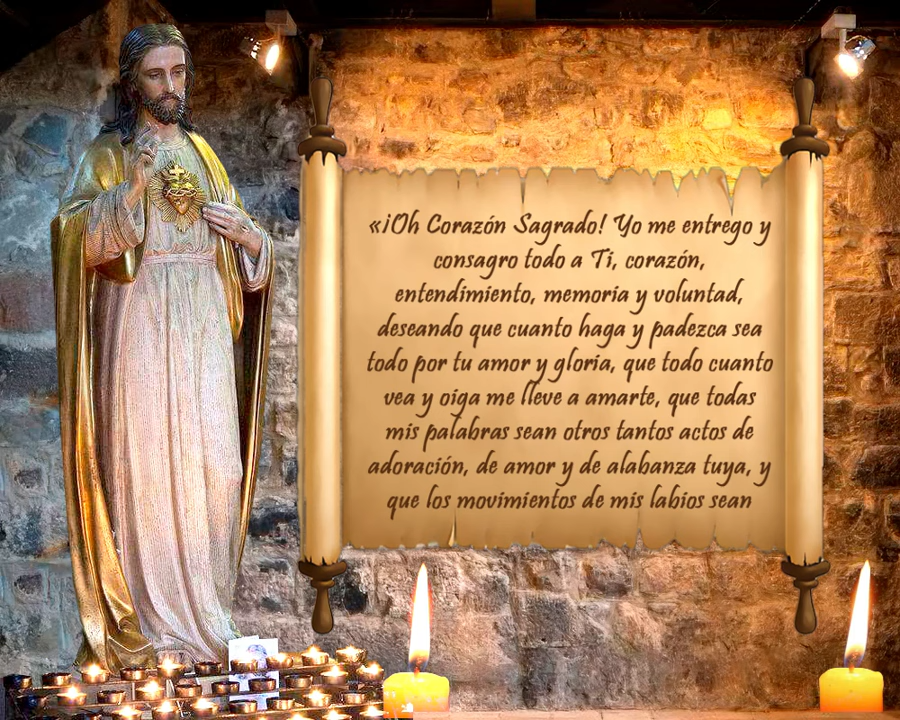 «¡Oh Corazón Sagrado! Yo me entrego y
consagro todo a Ti, corazón,
entendimiento, memoria y voluntad,
deseando que cuanto haga y padezca sea
todo por tu amor y gloria, que todo cuanto
vea y oiga me lleve a amarte, que todas
mis palabras sean otros tantos actos de
adoración, de amor y de alabanza tuya, y
que los movimientos de mis labios sean